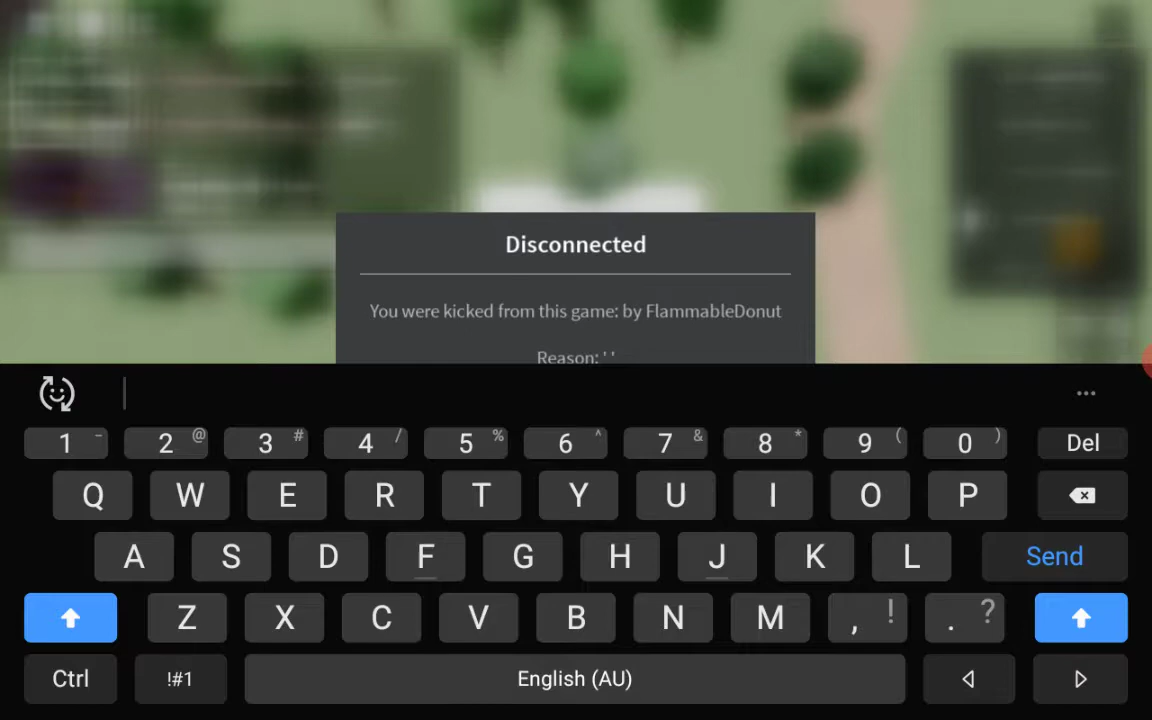 Disconnected
You were kicked from this game: by FlammableDonut
Reason: ' '
1 - 2 @ 3 # 4 / 5 % 6 ^ 7 & 8 * 9 ( 0 ) Del
Q W E R T Y U I O P
A S D F G H J K L Send
Z X C V B N M , ! . ?
Ctrl !#1 English (AU)